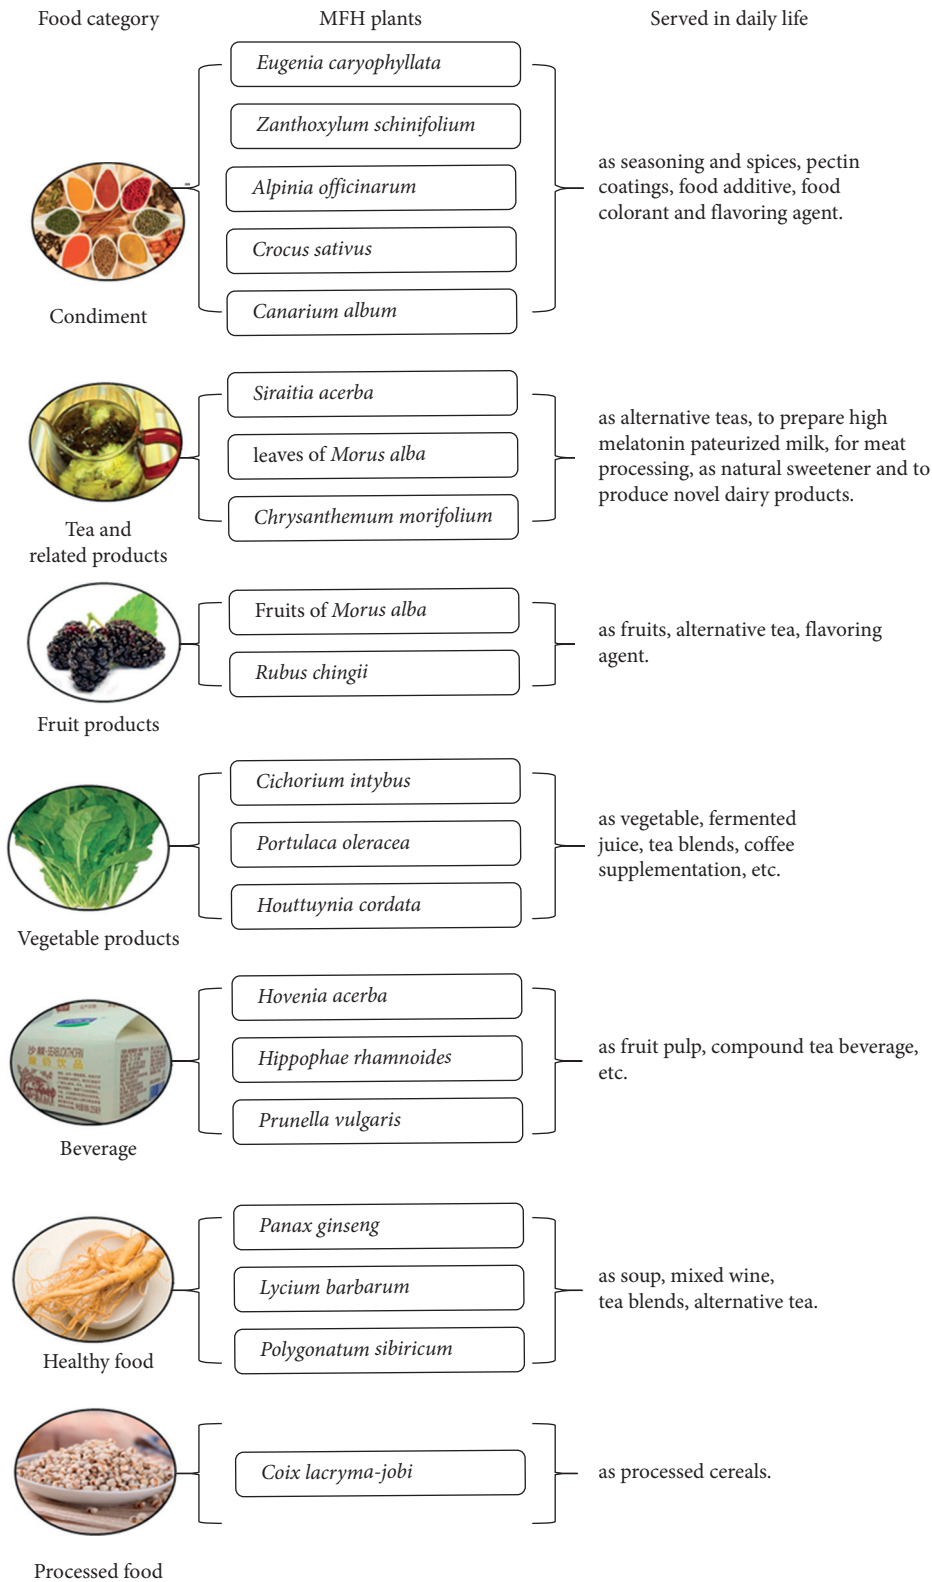 Food category
MFH plants
Served in daily life
Eugenia caryophyllata
Zanthoxylum schinifolium
Alpinia officinarum
Crocus sativus
Canarium album
Condiment
as seasoning and spices, pectin
coatings, food additive, food
colorant and flavoring agent.
Siraitia acerba
leaves of Morus alba
Chrysanthemum morifolium
Tea and
related products
as alternative teas, to prepare high
melatonin pateurized milk, for meat
processing, as natural sweetener and to
produce novel dairy products.
Fruits of Morus alba
Rubus chingii
Fruit products
as fruits, alternative tea, flavoring
agent.
Cichorium intybus
Portulaca oleracea
Houttuynia cordata
Vegetable products
as vegetable, fermented
juice, tea blends, coffee
supplementation, etc.
Hovenia acerba
Hippophae rhamnoides
Prunella vulgaris
沙棘·SEABUCKTHORN
饮品
Beverage
as fruit pulp, compound tea beverage,
etc.
Panax ginseng
Lycium barbarum
Polygonatum sibiricum
Healthy food
as soup, mixed wine,
tea blends, alternative tea.
Coix lacryma-jobi
Processed food
as processed cereals.